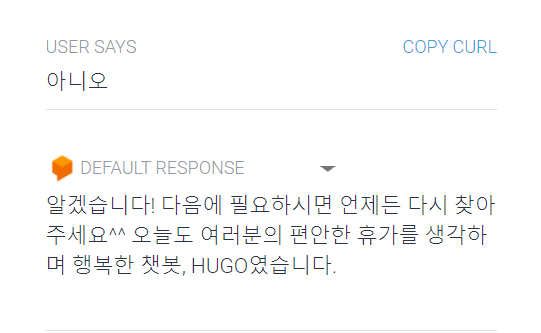 USER SAYS COPY CURL
아니오
DEFAULT RESPONSE
알겠습니다! 다음에 필요하시면 언제든 다시 찾아
주세요^^ 오늘도 여러분의 편안한 휴가를 생각하
며 행복한 챗봇, HUGO였습니다.